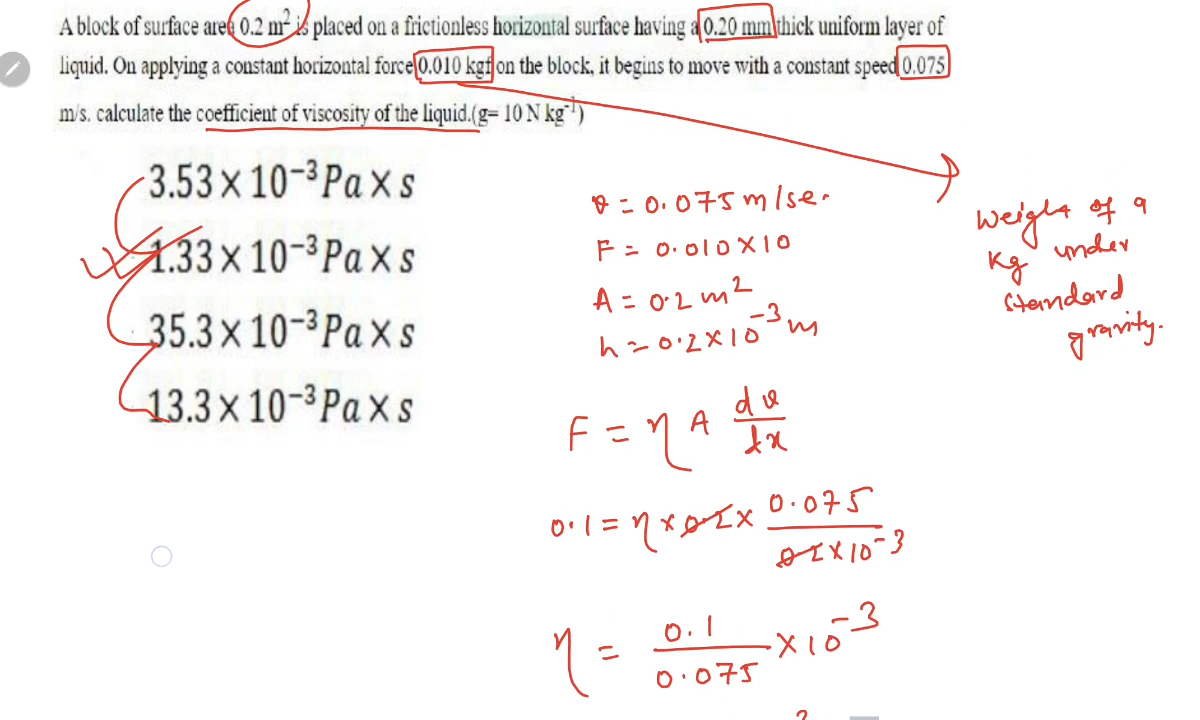 A block of surface area 0.2 m² is placed on a frictionless horizontal surface having a 0.20 mm thick uniform layer of
liquid. On applying a constant horizontal force 0.010 kgf on the block, it begins to move with a constant speed 0.075
m/s. calculate the coefficient of viscosity of the liquid.(g= 10 N kg⁻¹)
3.53 × 10⁻³ Pa × s
1.33 × 10⁻³ Pa × s
35.3 × 10⁻³ Pa × s
13.3 × 10⁻³ Pa × s
v = 0.075 m/sec
F = 0.010 × 10
A = 0.2 m²
h = 0.2 × 10⁻³ m
Weight of a
kg under
standard
gravity.
F = η A dv/dx
0.1 = η × 0.2 × 0.075 / 0.2 × 10⁻³
η = 0.1 / 0.075 × 10⁻³